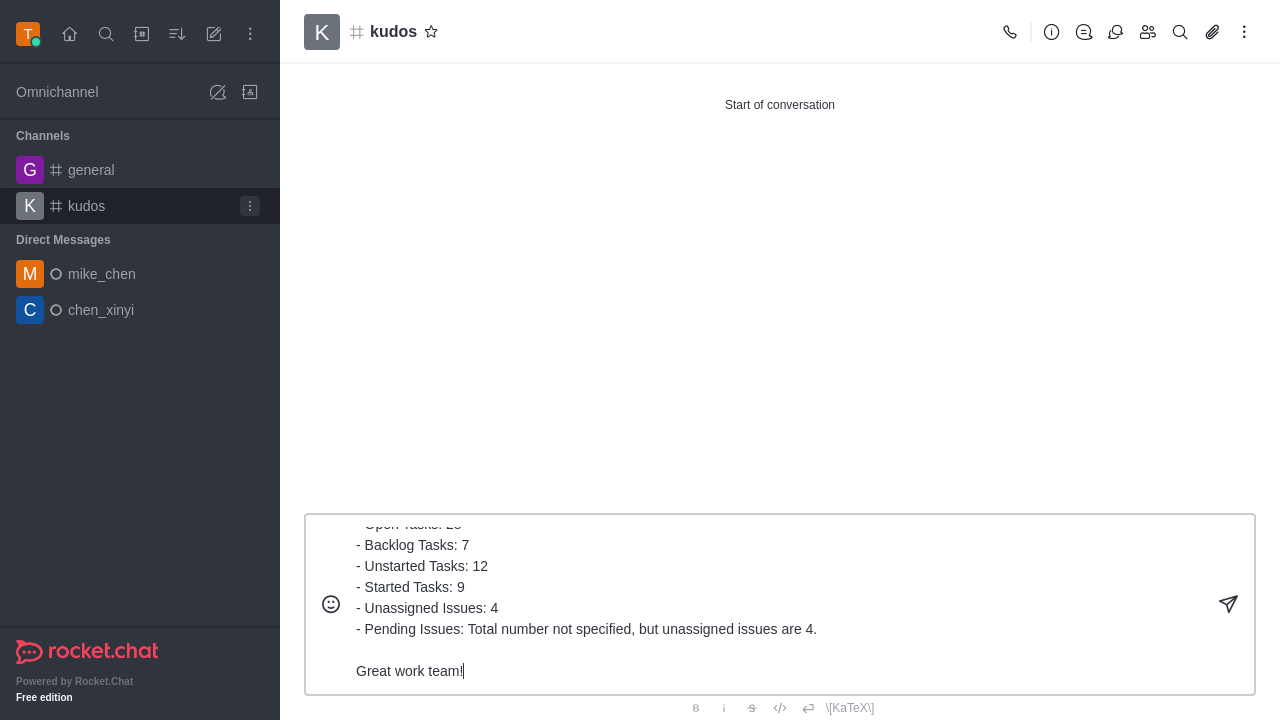 T
Omnichannel
Channels
G general
K kudos
Direct Messages
M mike_chen
C chen_xinyi
rocket.chat
Powered by Rocket.Chat
Free edition
K kudos
Start of conversation
- Open Tasks: 28
- Backlog Tasks: 7
- Unstarted Tasks: 12
- Started Tasks: 9
- Unassigned Issues: 4
- Pending Issues: Total number not specified, but unassigned issues are 4.
Great work team!
B i S </> \[KaTeX\]